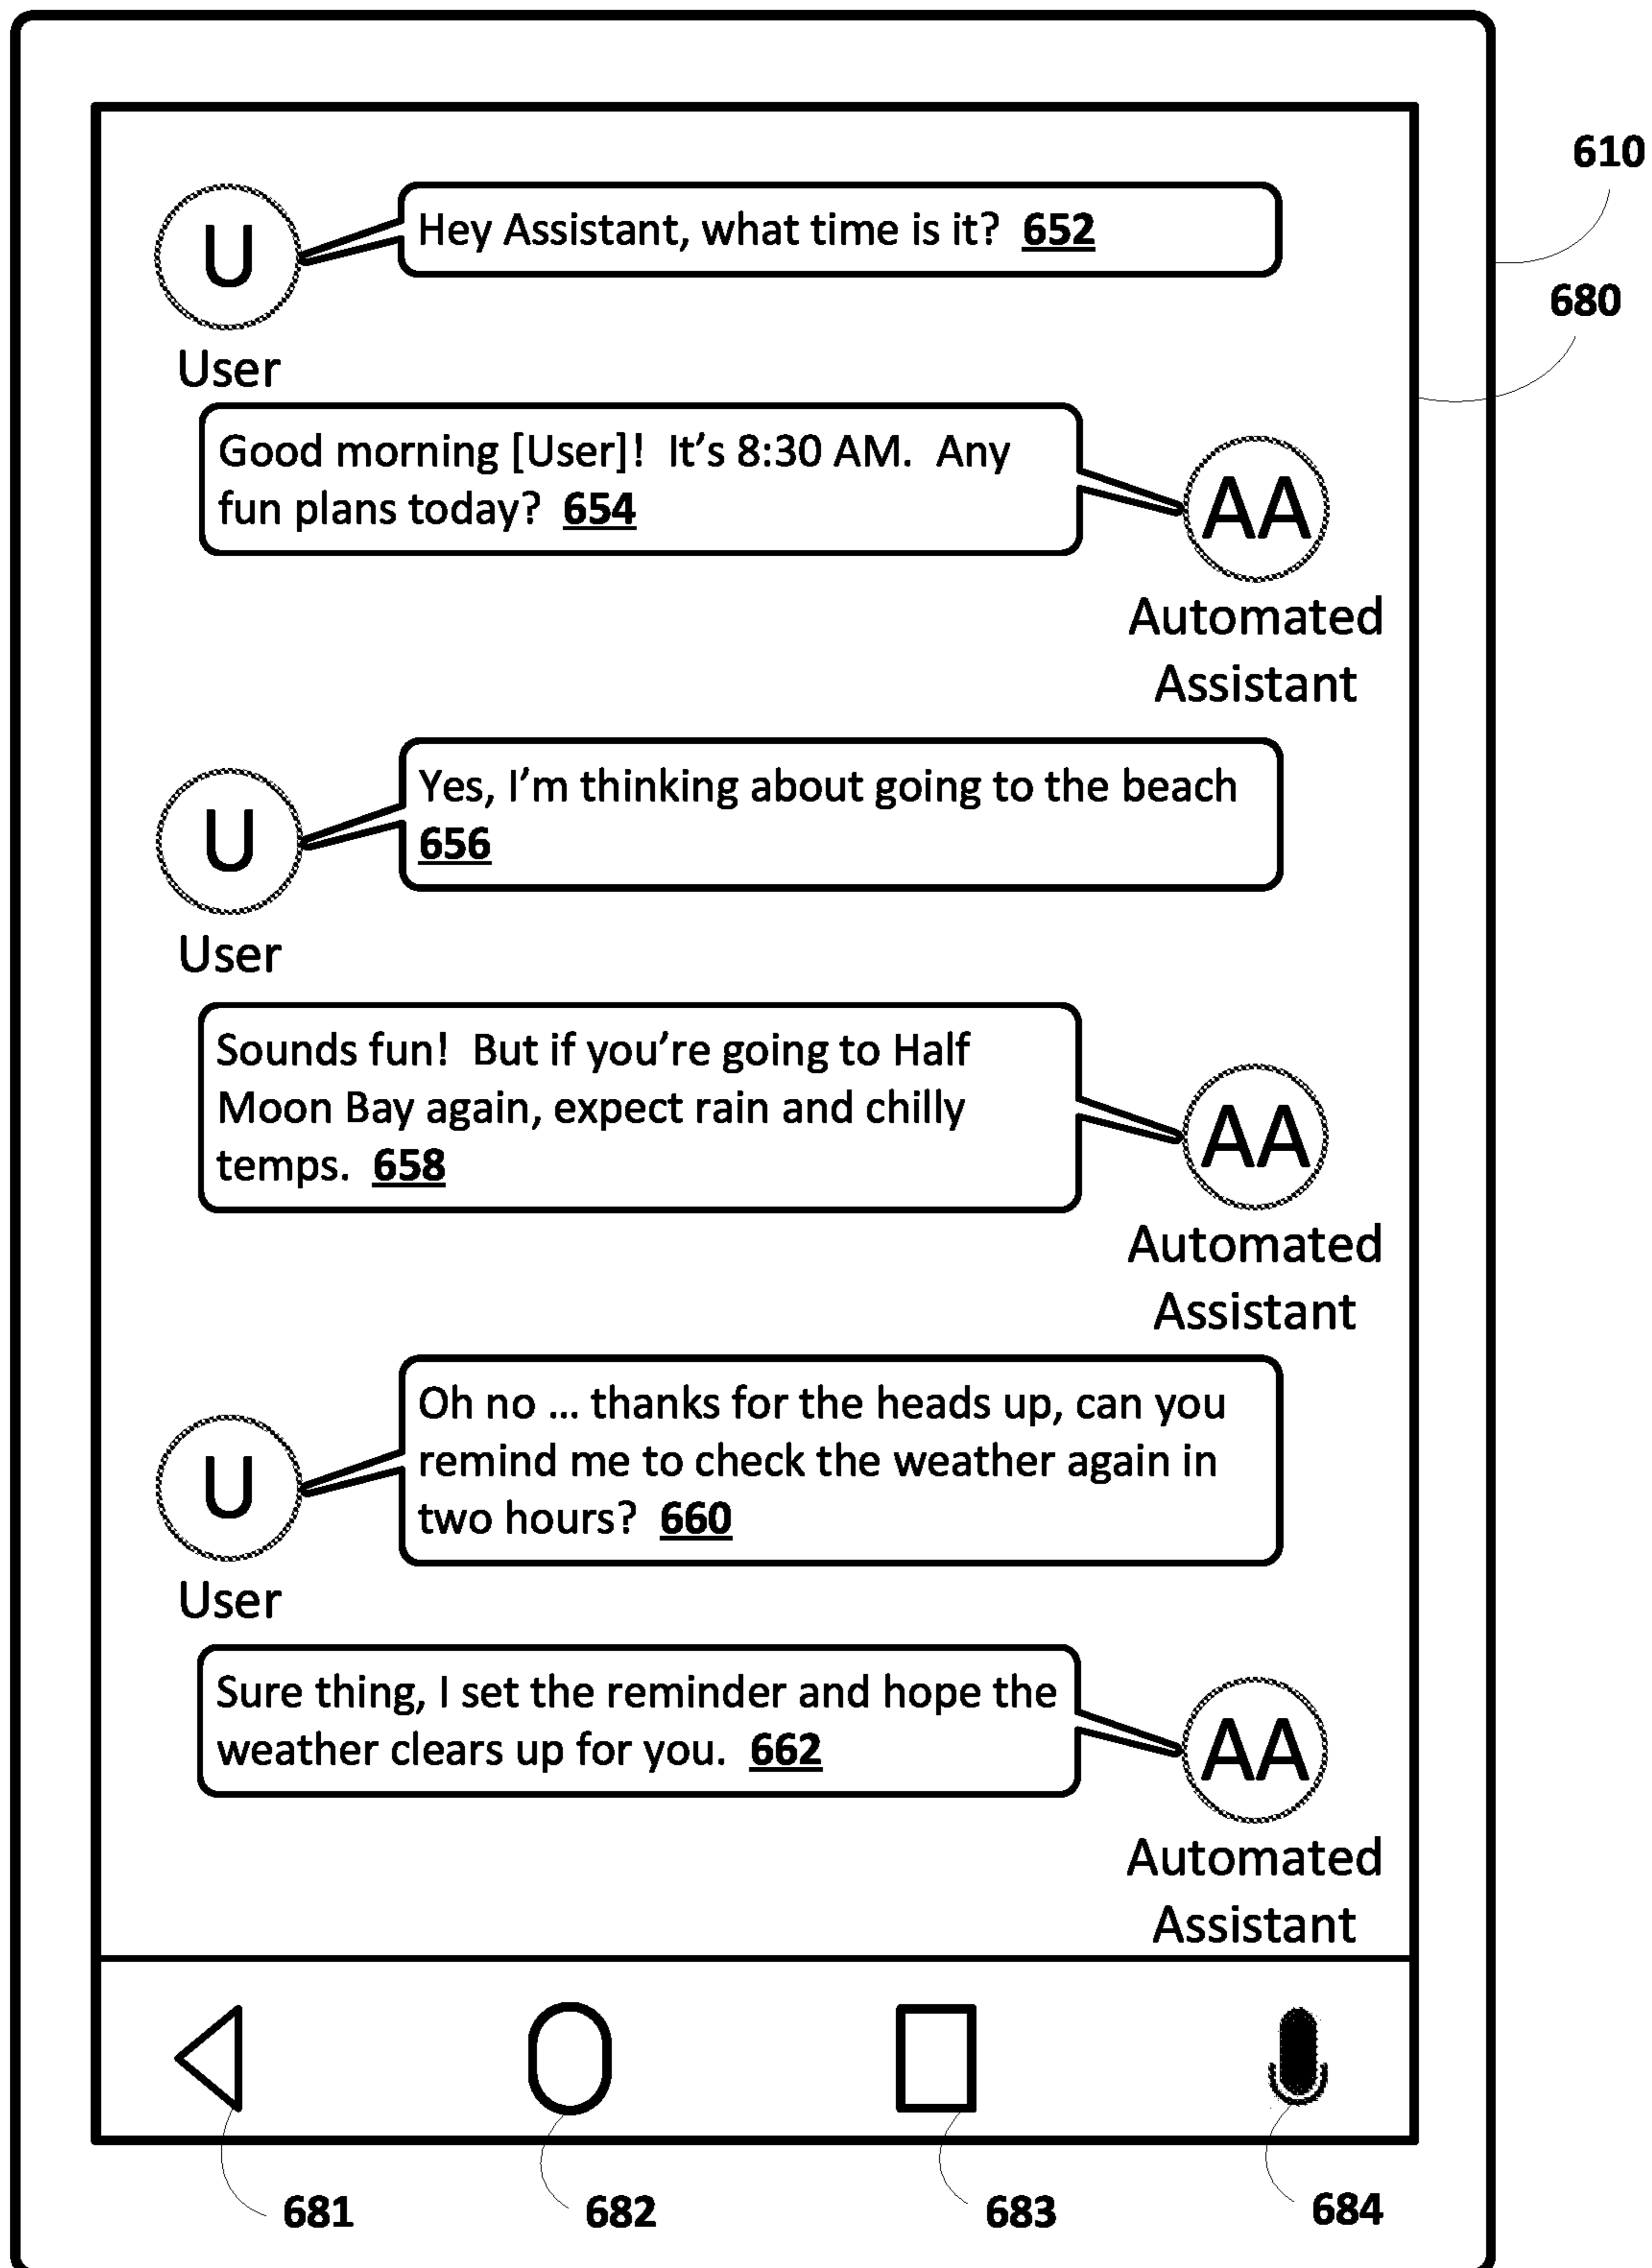 610
U
Hey Assistant, what time is it?  652
680
User
Good morning [User]!  It’s 8:30 AM.  Any
fun plans today?  654
AA
Automated
Assistant
Yes, I’m thinking about going to the beach
656
U
User
Sounds fun!  But if you’re going to Half
Moon Bay again, expect rain and chilly
temps.  658
AA
Automated
Assistant
Oh no ... thanks for the heads up, can you
remind me to check the weather again in
two hours?  660
U
User
Sure thing, I set the reminder and hope the
weather clears up for you.  662
AA
Automated
Assistant
681 682 683 684